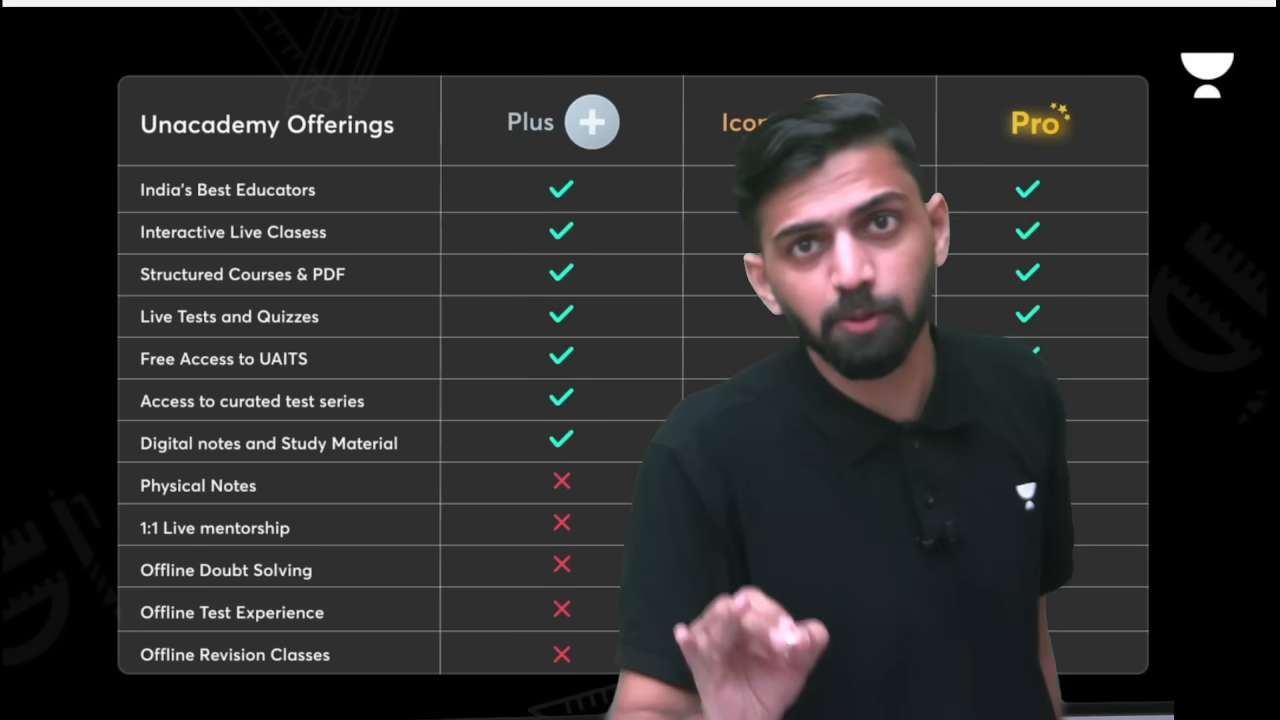 Unacademy Offerings
Plus
Pro
India's Best Educators
Interactive Live Clasess
Structured Courses & PDF
Live Tests and Quizzes
Free Access to UAITS
Access to curated test series
Digital notes and Study Material
Physical Notes
1:1 Live mentorship
Offline Doubt Solving
Offline Test Experience
Offline Revision Classes